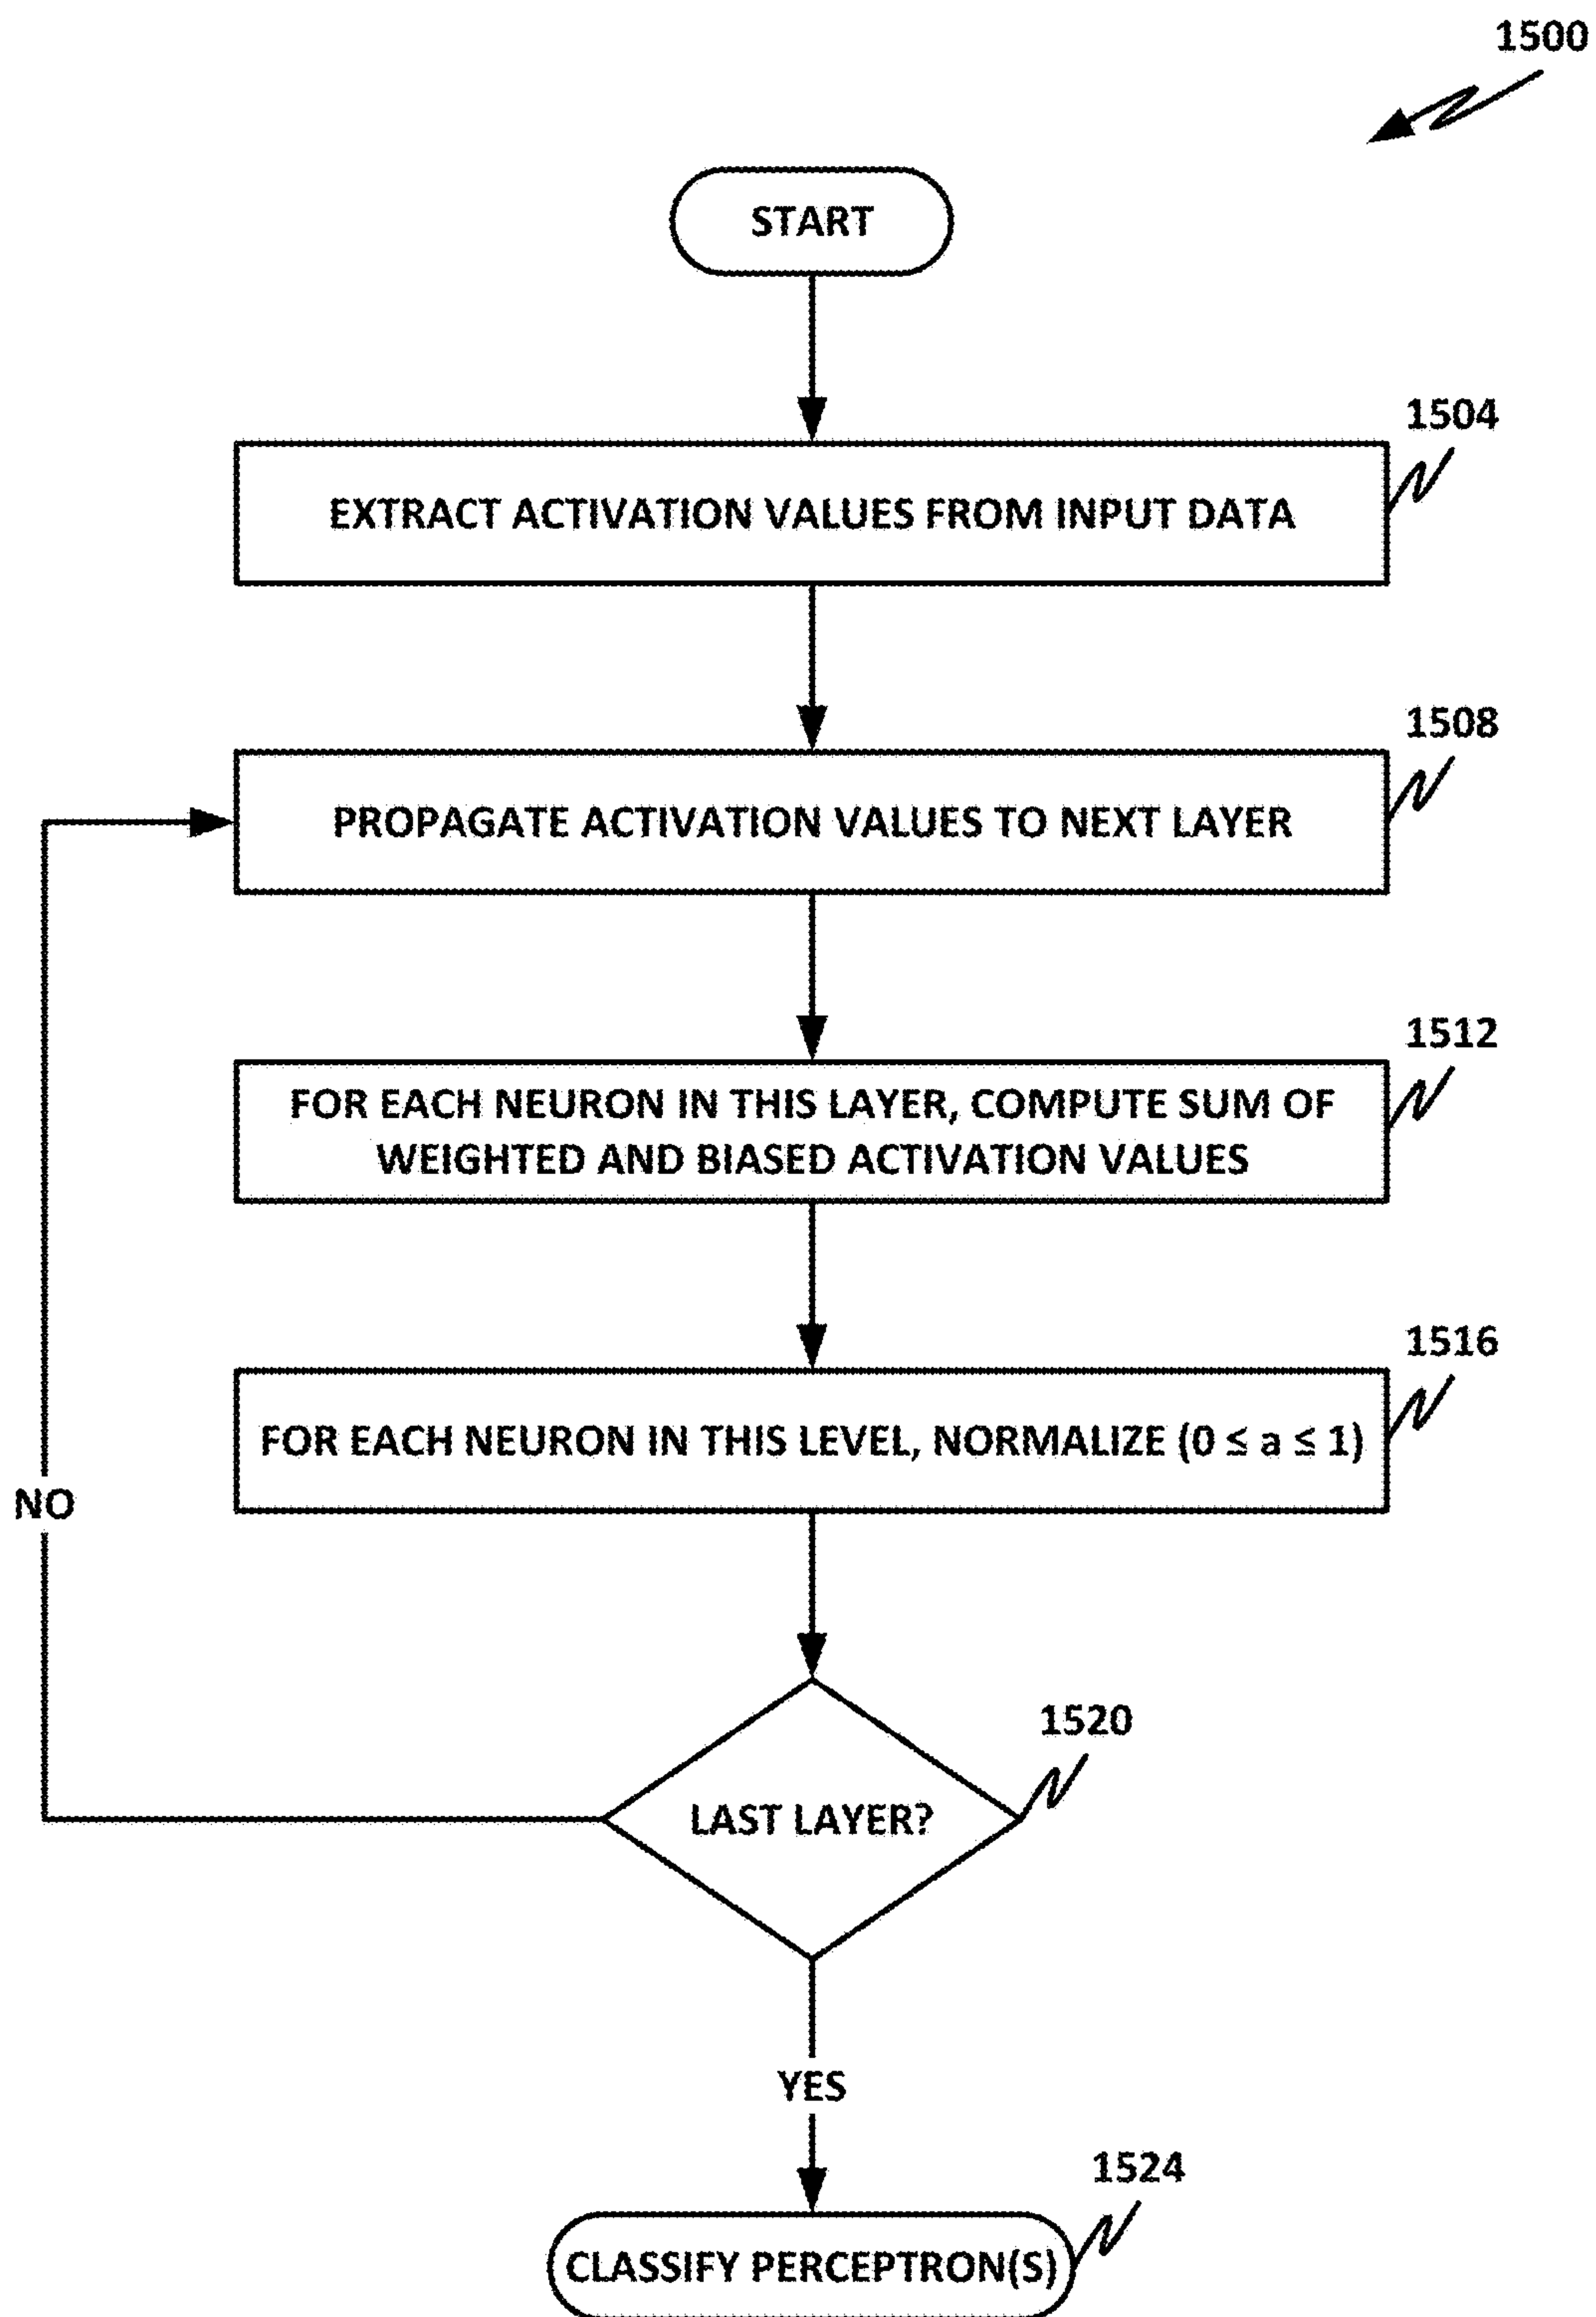 1500
START
1504
EXTRACT ACTIVATION VALUES FROM INPUT DATA
1508
PROPAGATE ACTIVATION VALUES TO NEXT LAYER
1512
FOR EACH NEURON IN THIS LAYER, COMPUTE SUM OF
WEIGHTED AND BIASED ACTIVATION VALUES
1516
FOR EACH NEURON IN THIS LEVEL, NORMALIZE (0 ≤ a ≤ 1)
NO
1520
LAST LAYER?
YES
1524
CLASSIFY PERCEPTRON(S)